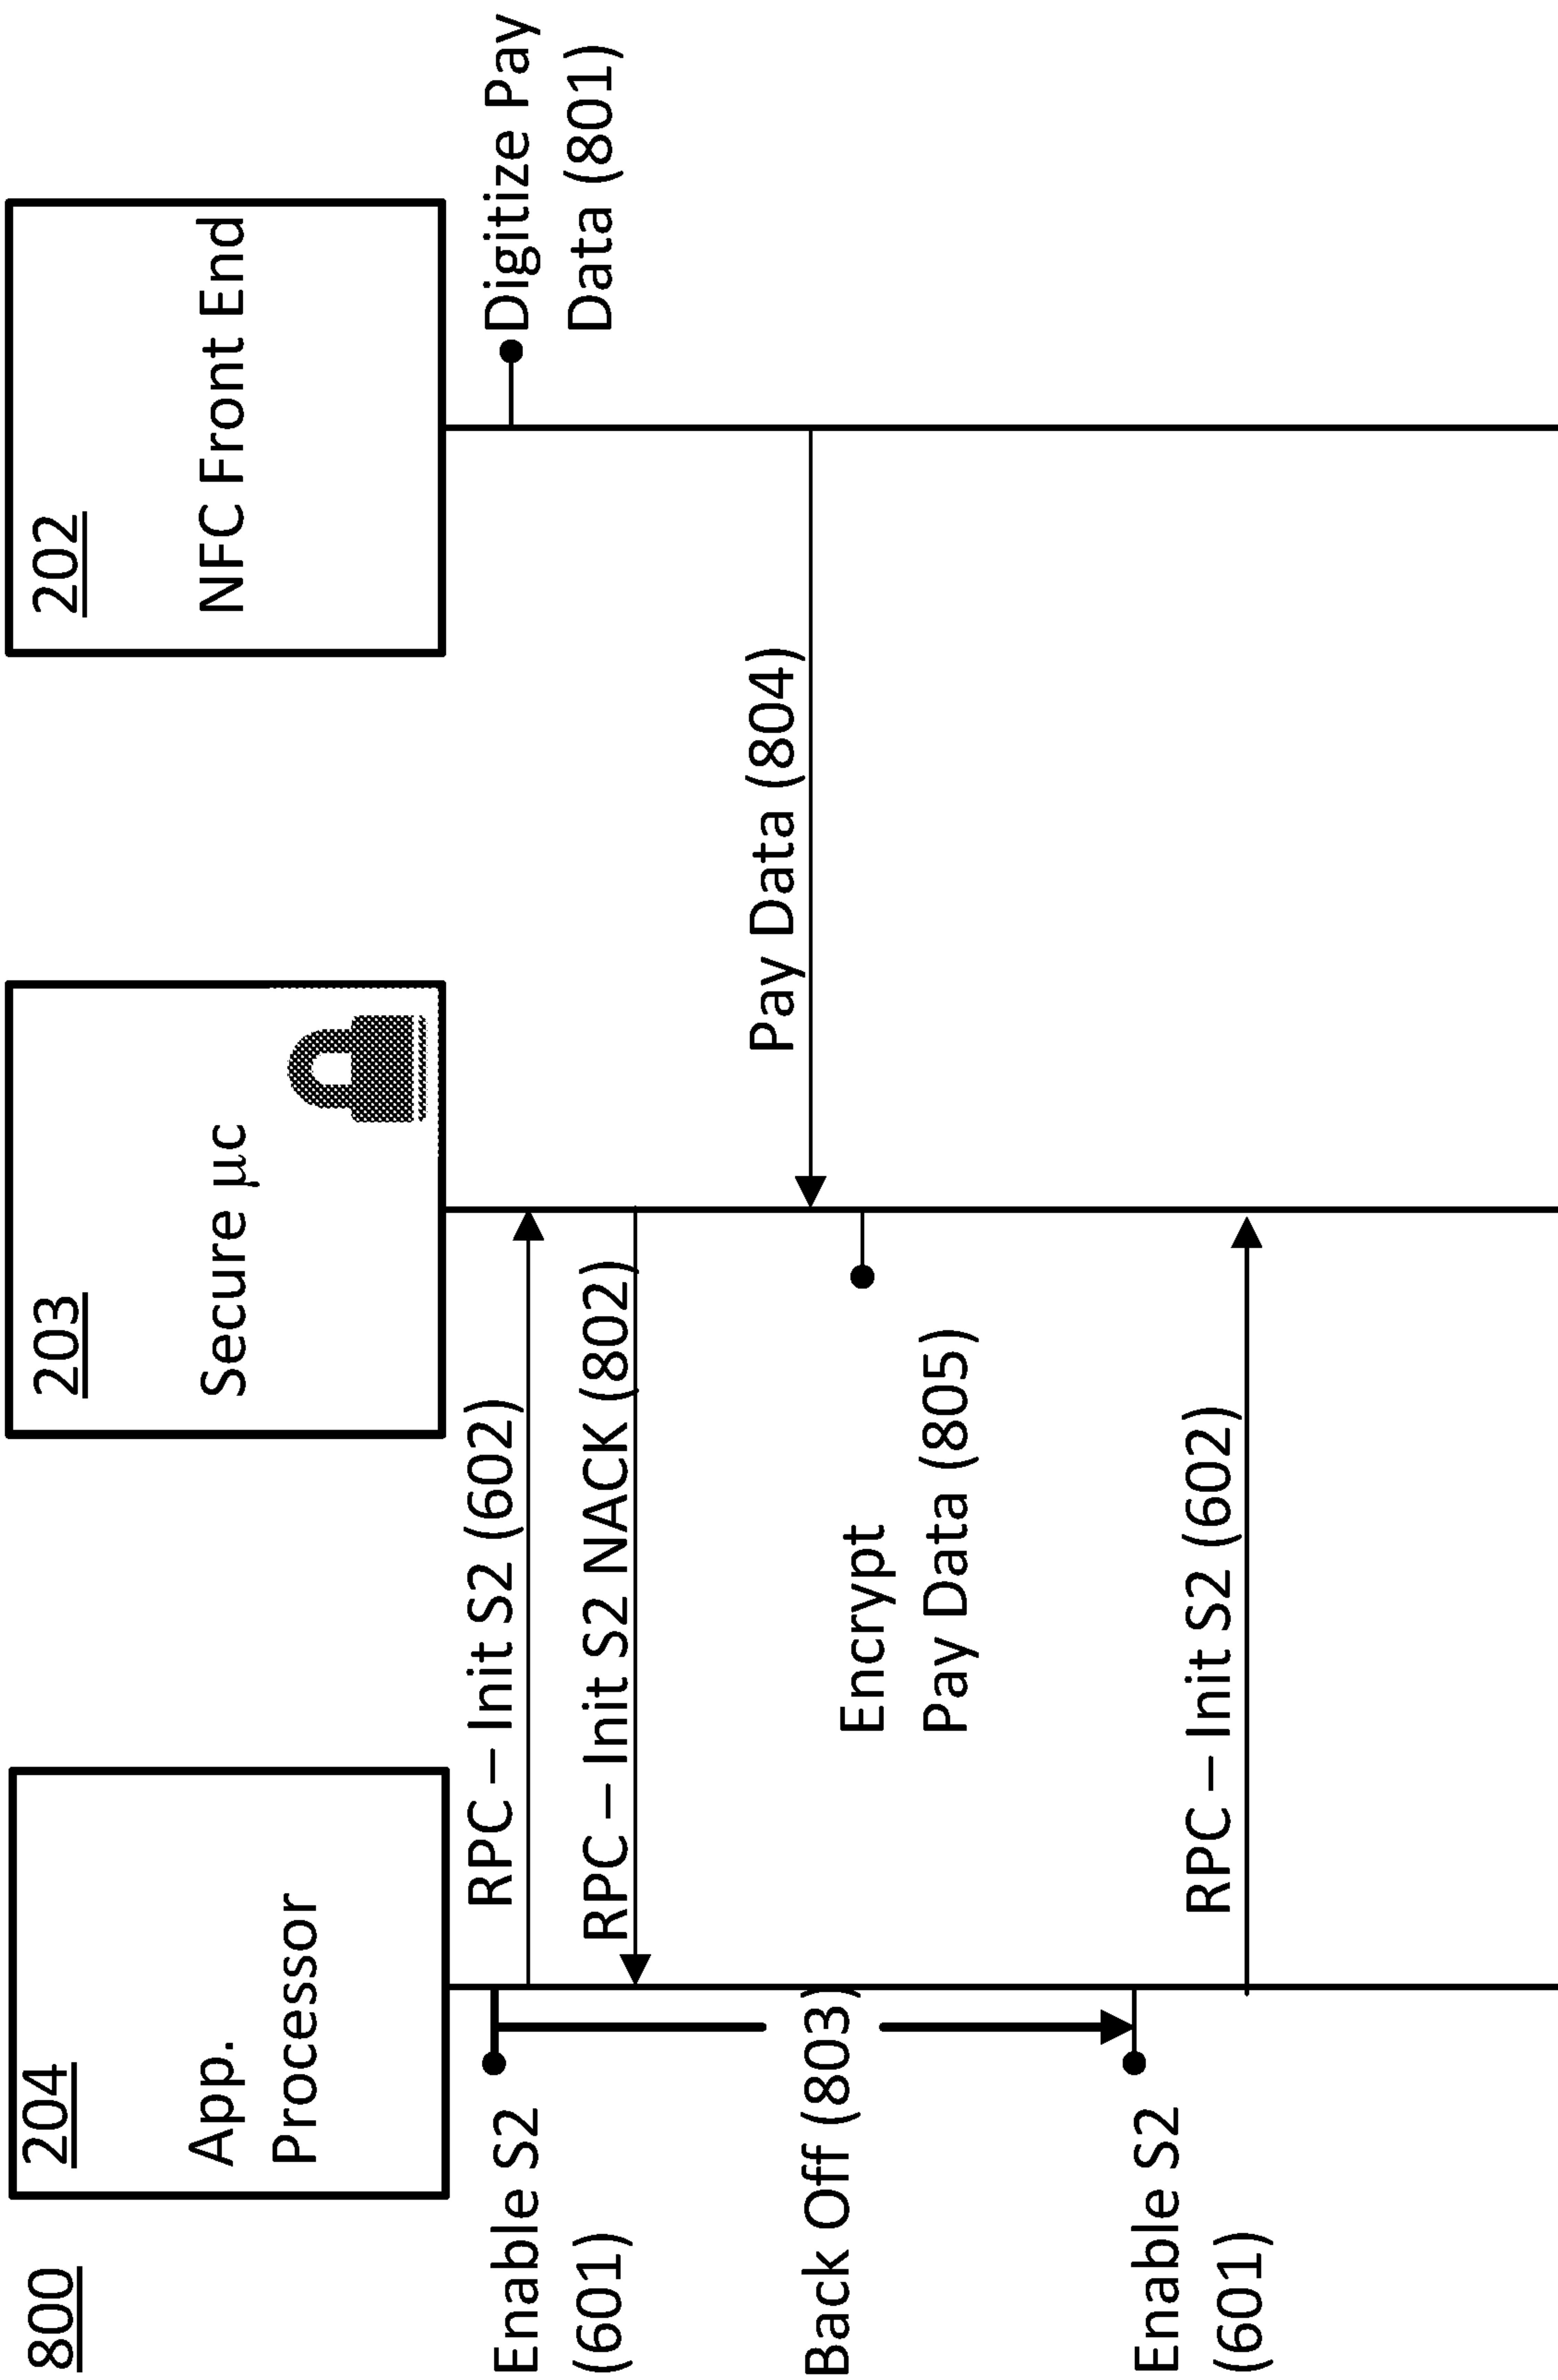 800
204
App.
Processor
203
Secure µc
202
NFC Front End
Enable S2
(601)
RPC – Init S2 (602)
Digitize Pay
Data (801)
RPC – Init S2 NACK (802)
Pay Data (804)
Back Off (803)
Encrypt
Pay Data (805)
Enable S2
(601)
RPC – Init S2 (602)